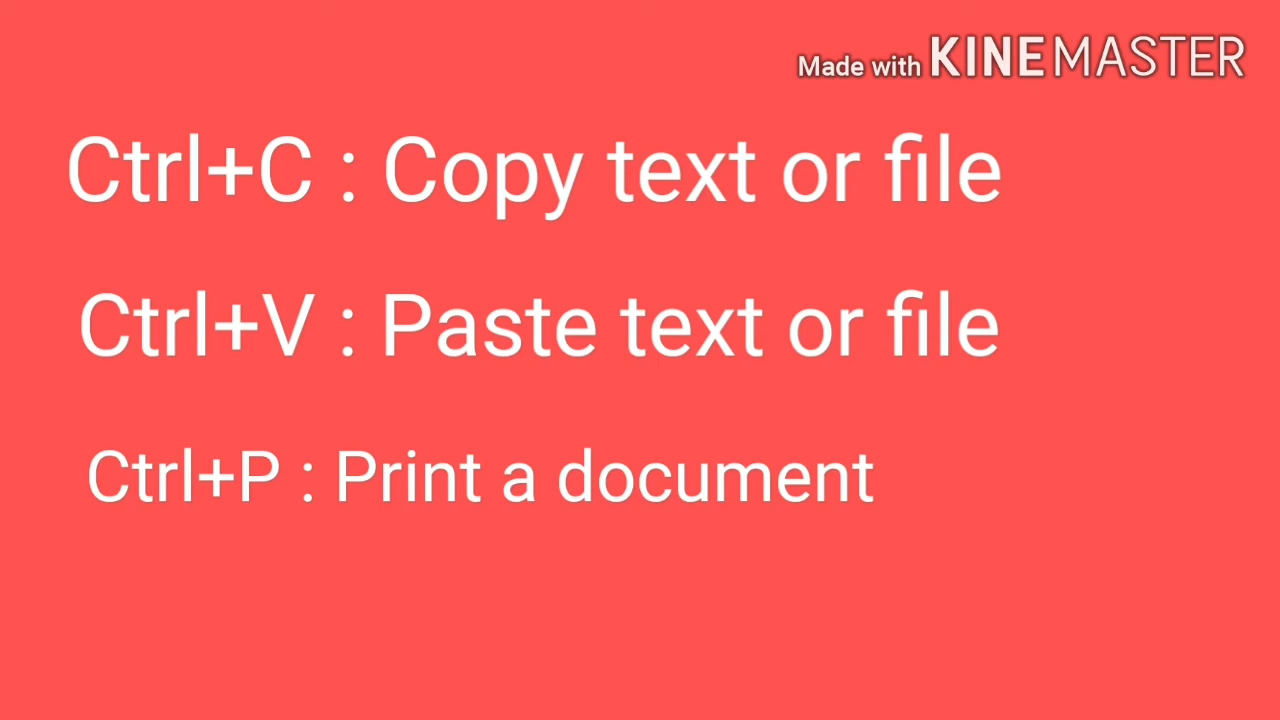 Made with KINEMASTER
Ctrl+C : Copy text or file
Ctrl+V : Paste text or file
Ctrl+P : Print a document